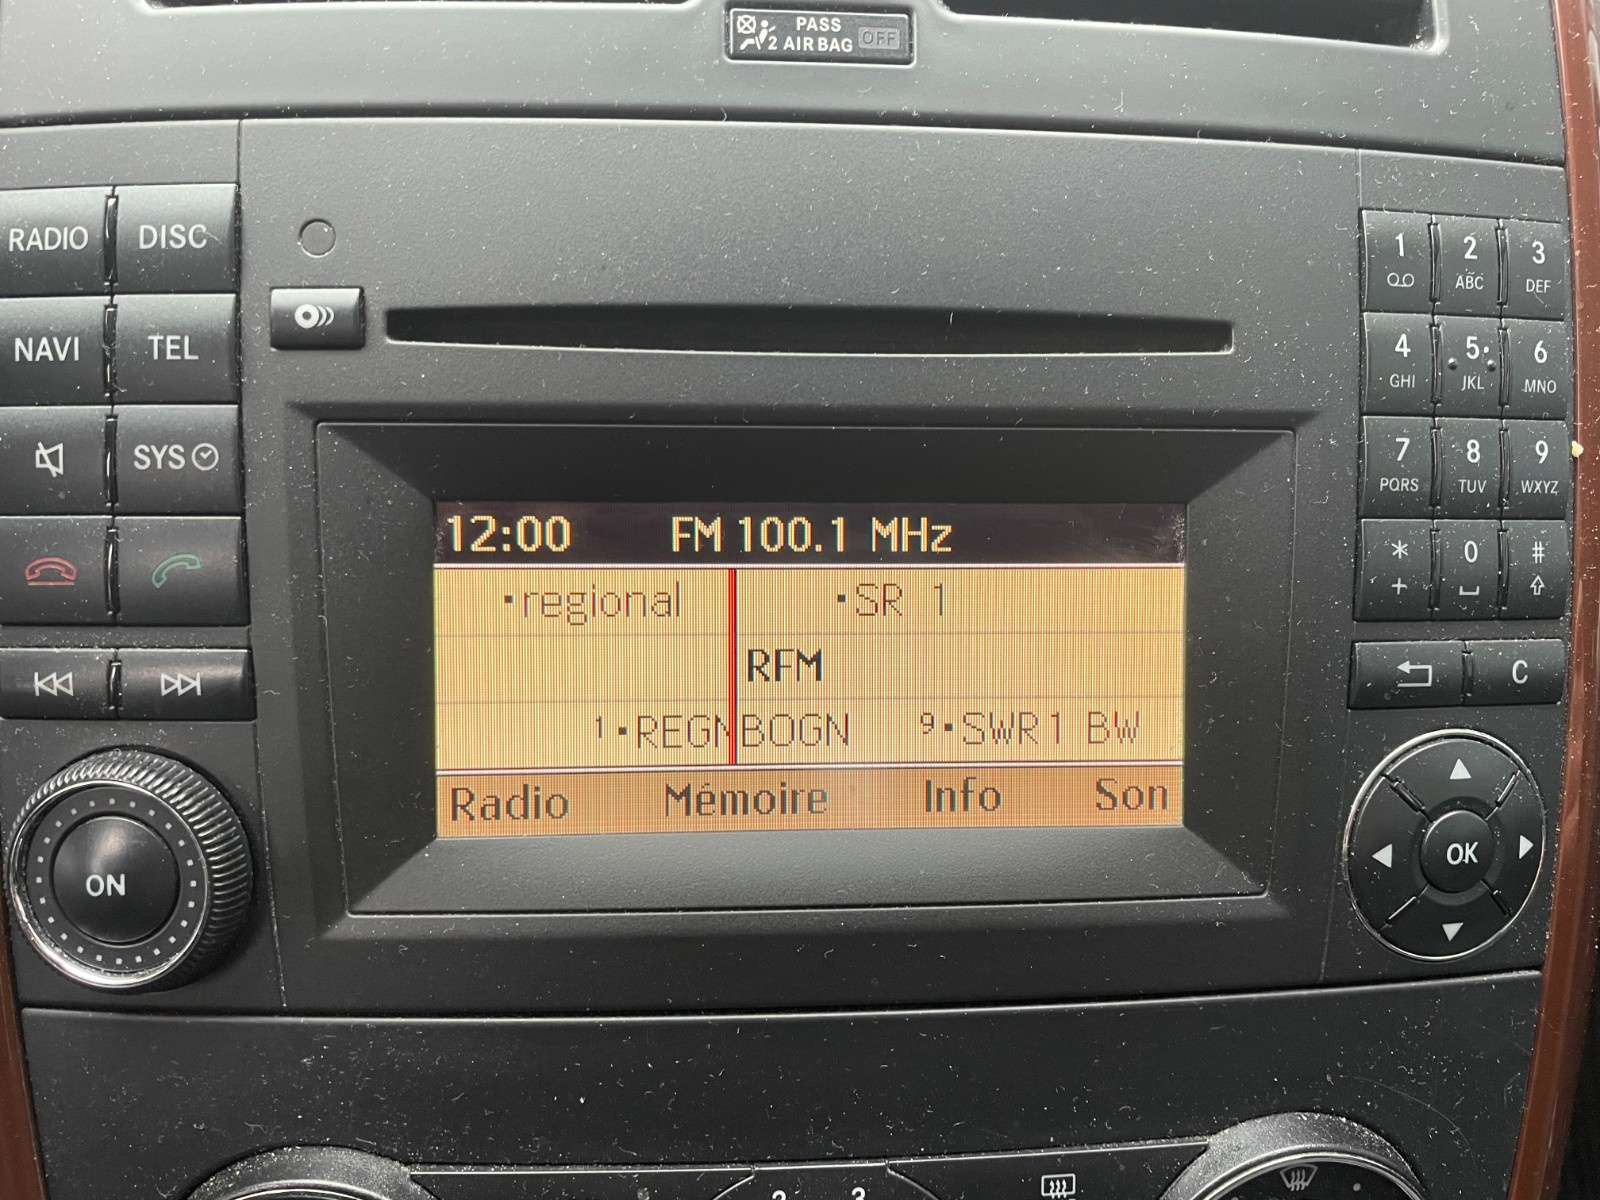 PASS
2 AIR BAG OFF
RADIO DISC
NAVI TEL
SYS
ON
12:00 FM 100.1 MHz
•regional •SR 1
RFM
1•REGNBOGN 9•SWR1 BW
Radio Mémoire Info Son
1 2 3
ABC DEF
4 5 6
GHI JKL MNO
7 8 9
PQRS TUV WXYZ
* 0 #
+
C
OK
2 3